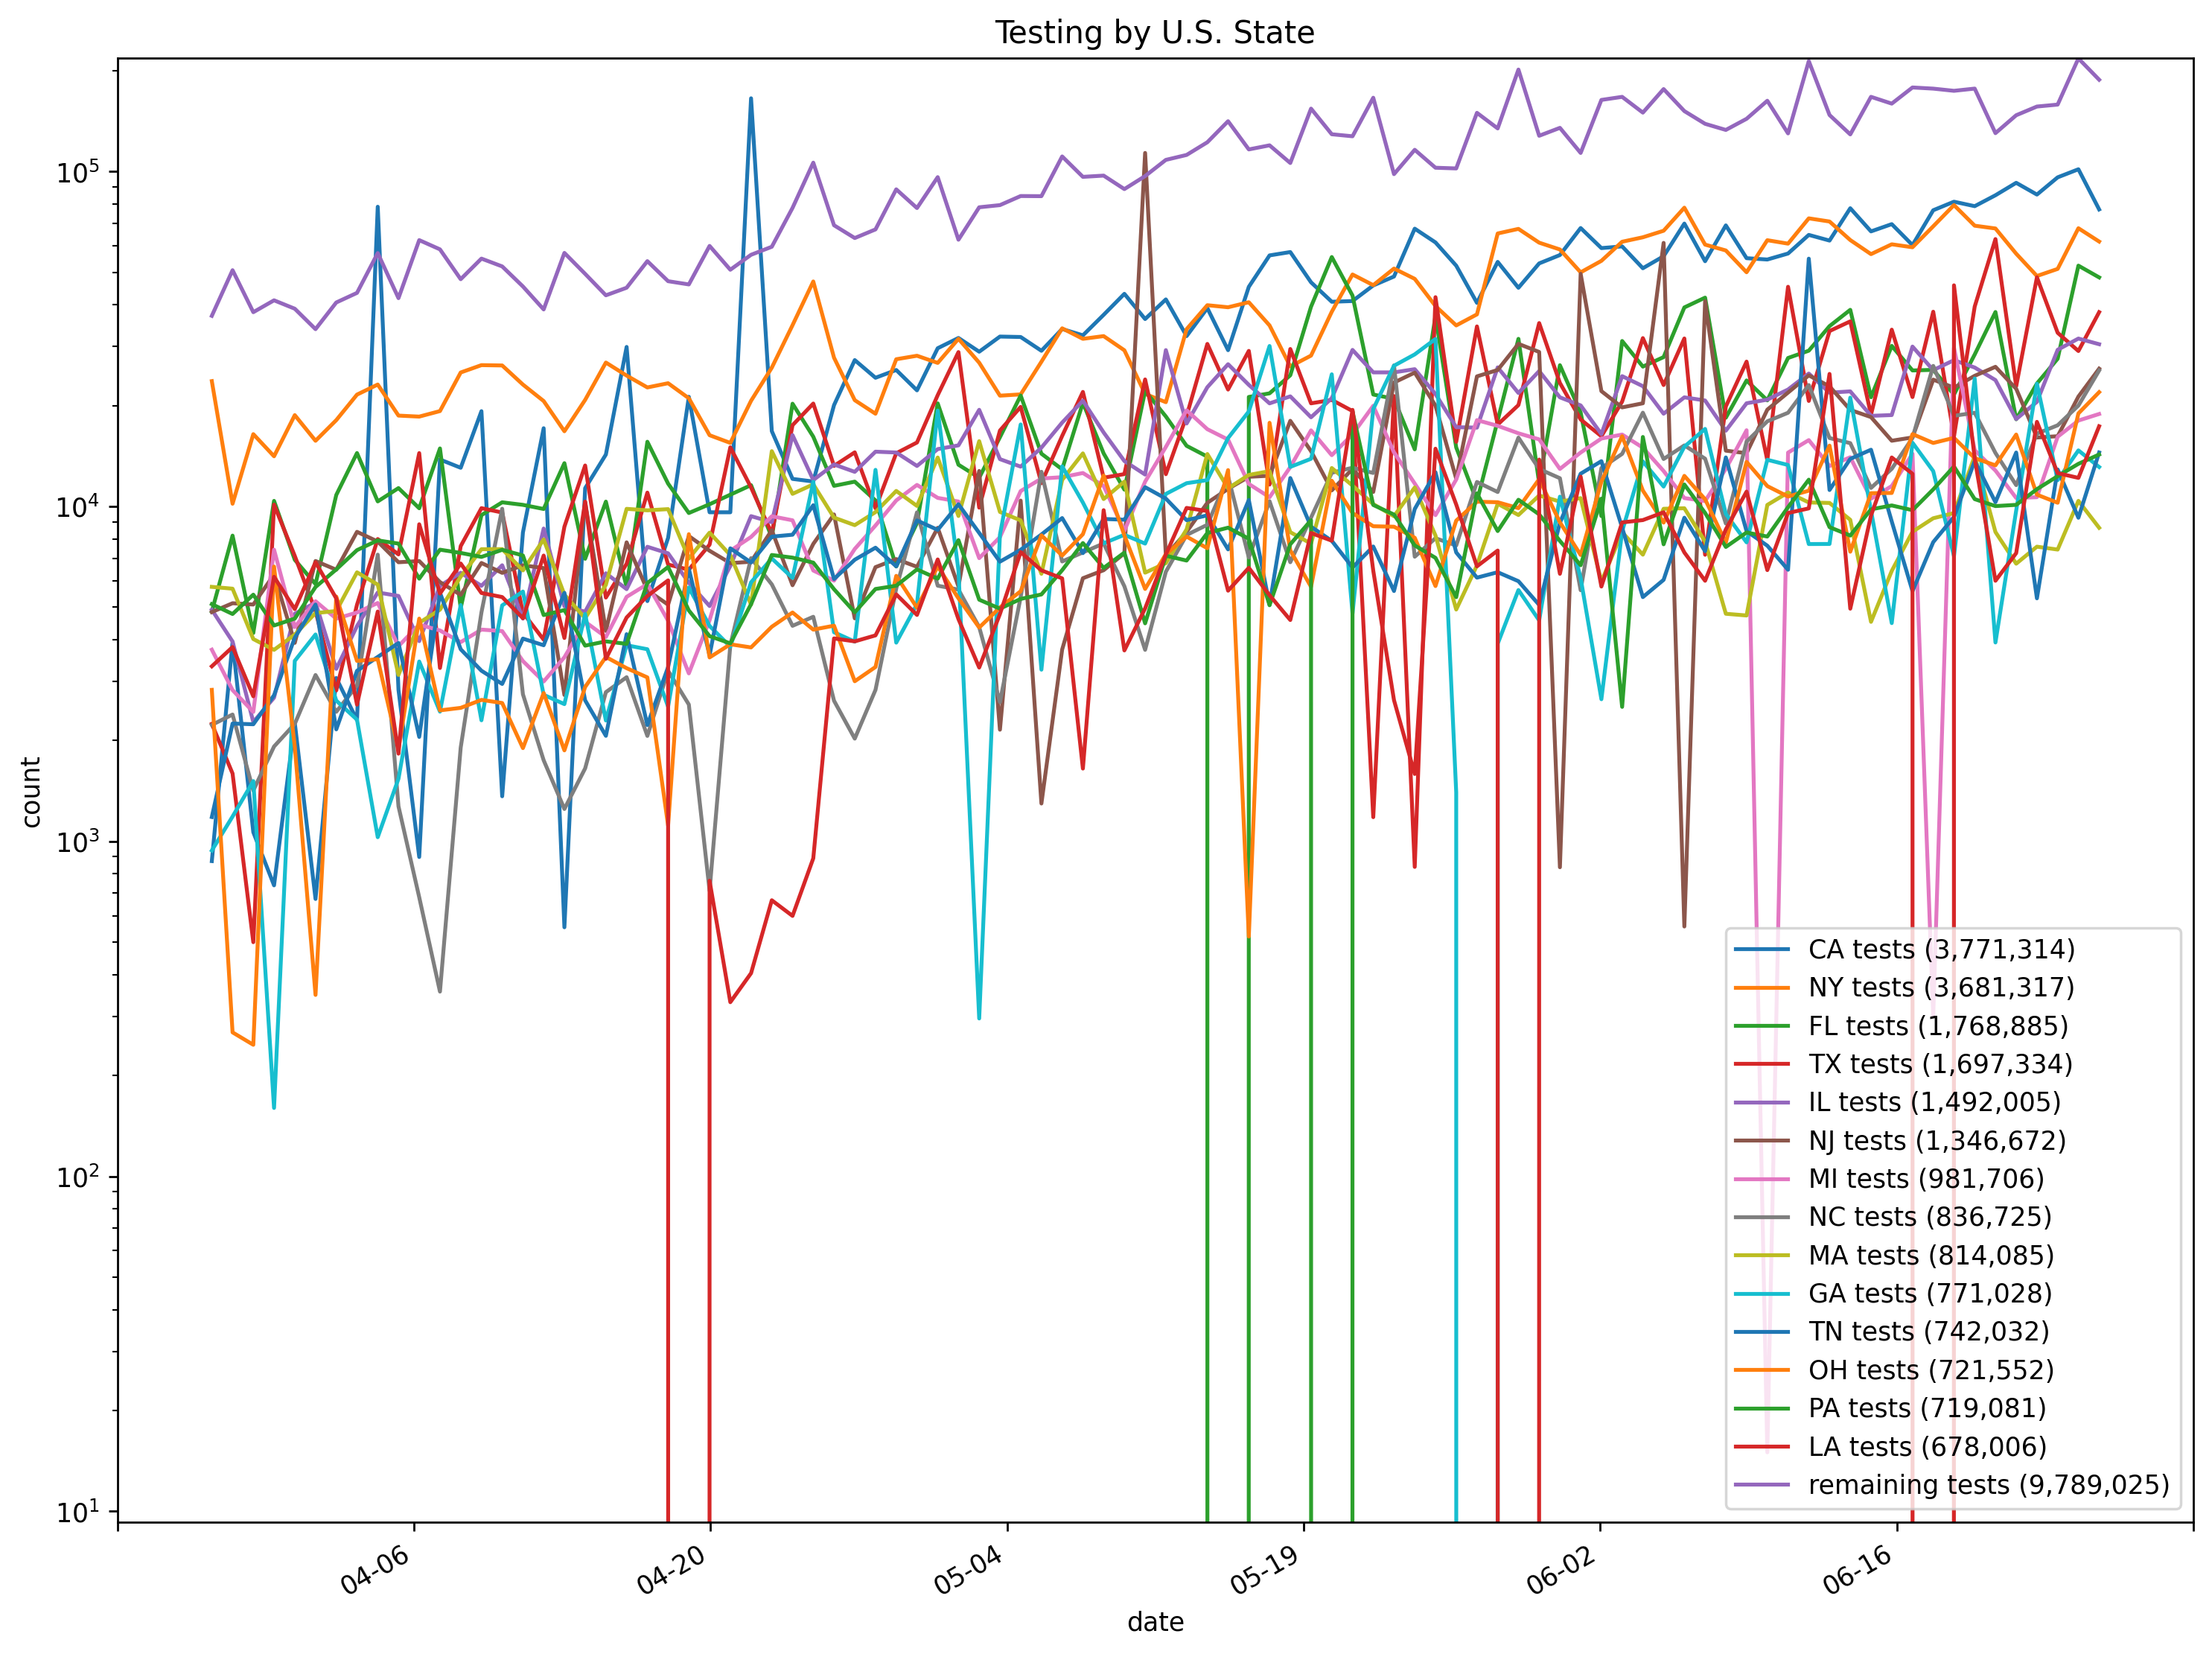 Testing by U.S. State
10^5
10^4
10^3
10^2
10^1
count
04-06
04-20
05-04
05-19
06-02
06-16
date
CA tests (3,771,314)
NY tests (3,681,317)
FL tests (1,768,885)
TX tests (1,697,334)
IL tests (1,492,005)
NJ tests (1,346,672)
MI tests (981,706)
NC tests (836,725)
MA tests (814,085)
GA tests (771,028)
TN tests (742,032)
OH tests (721,552)
PA tests (719,081)
LA tests (678,006)
remaining tests (9,789,025)